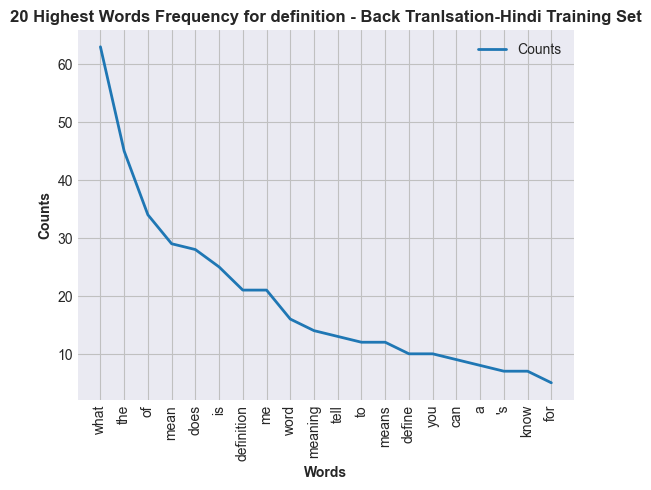 20 Highest Words Frequency for definition - Back Tranlsation-Hindi Training Set
Counts
60
50
40
30
20
10
Counts
what
the
of
mean
does
is
definition
me
word
meaning
tell
to
means
define
you
can
a
's
know
for
Words